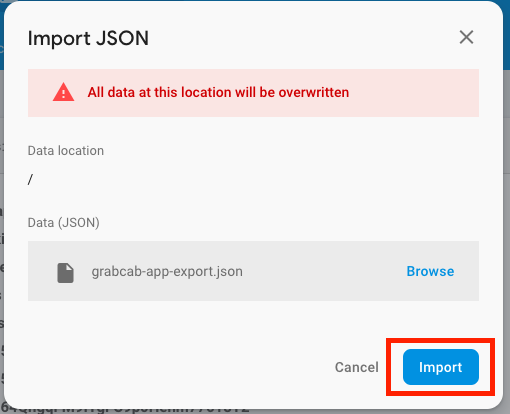 Import JSON
All data at this location will be overwritten
Data location
/
Data (JSON)
grabcab-app-export.json
Browse
Cancel
Import